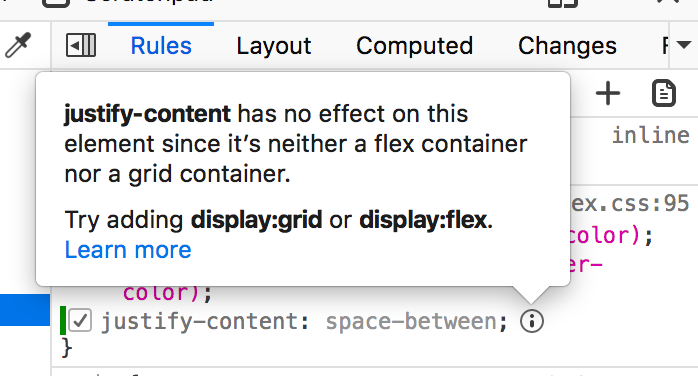 Rules Layout Computed Changes
inline
justify-content has no effect on this
element since it’s neither a flex container
nor a grid container.
Try adding display:grid or display:flex.
Learn more
ex.css:95
color);
er-
color);
justify-content: space-between;
}